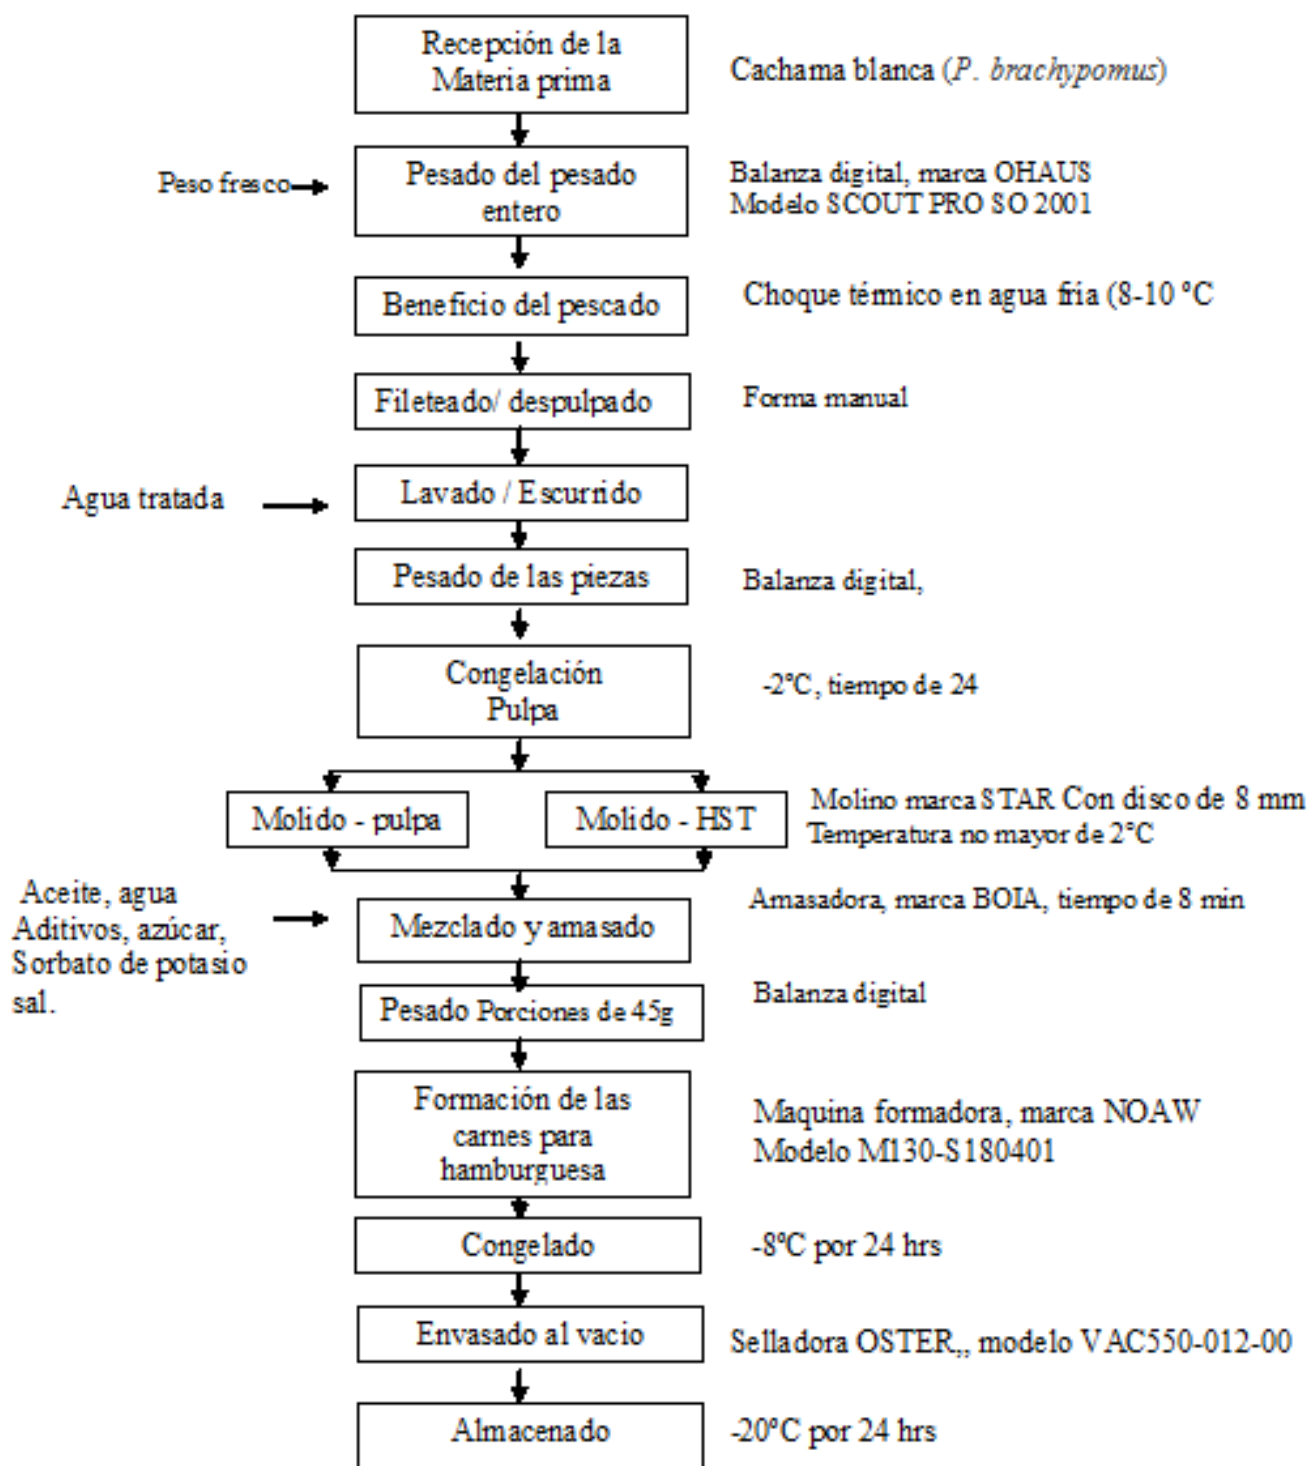 Recepción de la
Materia prima
Cachama blanca (P. brachypomus)
Peso fresco
Pesado del pesado
entero
Balanza digital, marca OHAUS
Modelo SCOUT PRO SO 2001
Beneficio del pescado
Choque térmico en agua fria (8-10 °C
Fileteado/ despulpado
Forma manual
Agua tratada
Lavado / Escurrido
Pesado de las piezas
Balanza digital,
Congelación
Pulpa
-2°C, tiempo de 24
Molido - pulpa
Molido - HST
Molino marca STAR Con disco de 8 mm
Temperatura no mayor de 2°C
Aceite, agua
Aditivos, azúcar,
Sorbato de potasio
sal.
Mezclado y amasado
Amasadora, marca BOIA, tiempo de 8 min
Pesado Porciones de 45g
Balanza digital
Formación de las
carnes para
hamburguesa
Maquina formadora, marca NOAW
Modelo M130-S180401
Congelado
-8°C por 24 hrs
Envasado al vacio
Selladora OSTER,, modelo VAC550-012-00
Almacenado
-20°C por 24 hrs